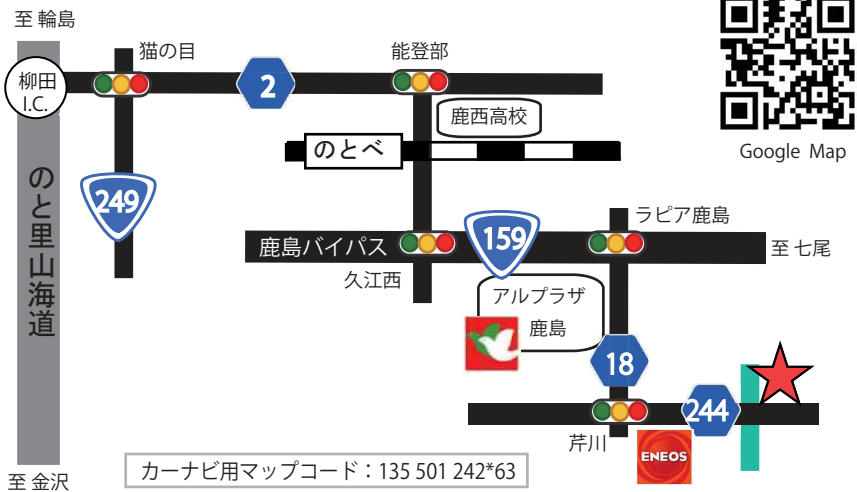 至 輪島
猫の目
能登部
柳田
I.C.
2
鹿西高校
Google Map
のとべ
のと里山海道
249
ラピア鹿島
鹿島バイパス
159
至 七尾
久江西
アルプラザ
鹿島
18
244
芹川
ENEOS
カーナビ用マップコード：135 501 242*63
至 金沢